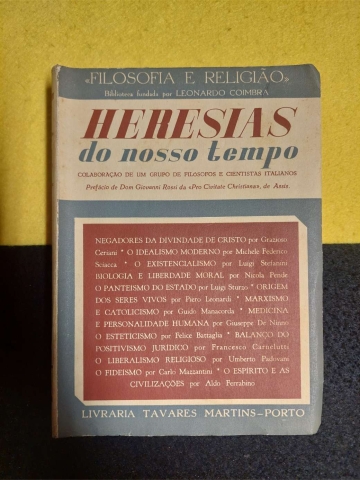 «FILOSOFIA E RELIGIÃO»
Biblioteca fundada por LEONARDO COIMBRA
HERESIAS
do nosso tempo
COLABORAÇÃO DE UM GRUPO DE FILÓSOFOS E CIENTISTAS ITALIANOS
Prefácio de Dom Giovanni Rossi da «Pro Civitate Christiana», de Assis
NEGADORES DA DIVINDADE DE CRISTO por Grazioso
Ceriani * O IDEALISMO MODERNO por Michele Federico
Sciacca * O EXISTENCIALISMO por Luigi Stefanini
BIOLOGIA E LIBERDADE MORAL por Nicola Pende
O PANTEISMO DO ESTADO por Luigi Sturzo * ORIGEM
DOS SERES VIVOS por Piero Leonardi * MARXISMO
E CATOLICISMO por Guido Manacorda * MEDICINA
E PERSONALIDADE HUMANA por Giuseppe De Ninno
O ESTETICISMO por Felice Battaglia * BALANÇO DO
POSITIVISMO JURÍDICO por Francesco Carnelutti
O LIBERALISMO RELIGIOSO por Umberto Padovani
O FIDEISMO por Carlo Mazzantini * O ESPÍRITO E AS
CIVILIZAÇÕES por Aldo Ferrabino
LIVRARIA TAVARES MARTINS—PORTO